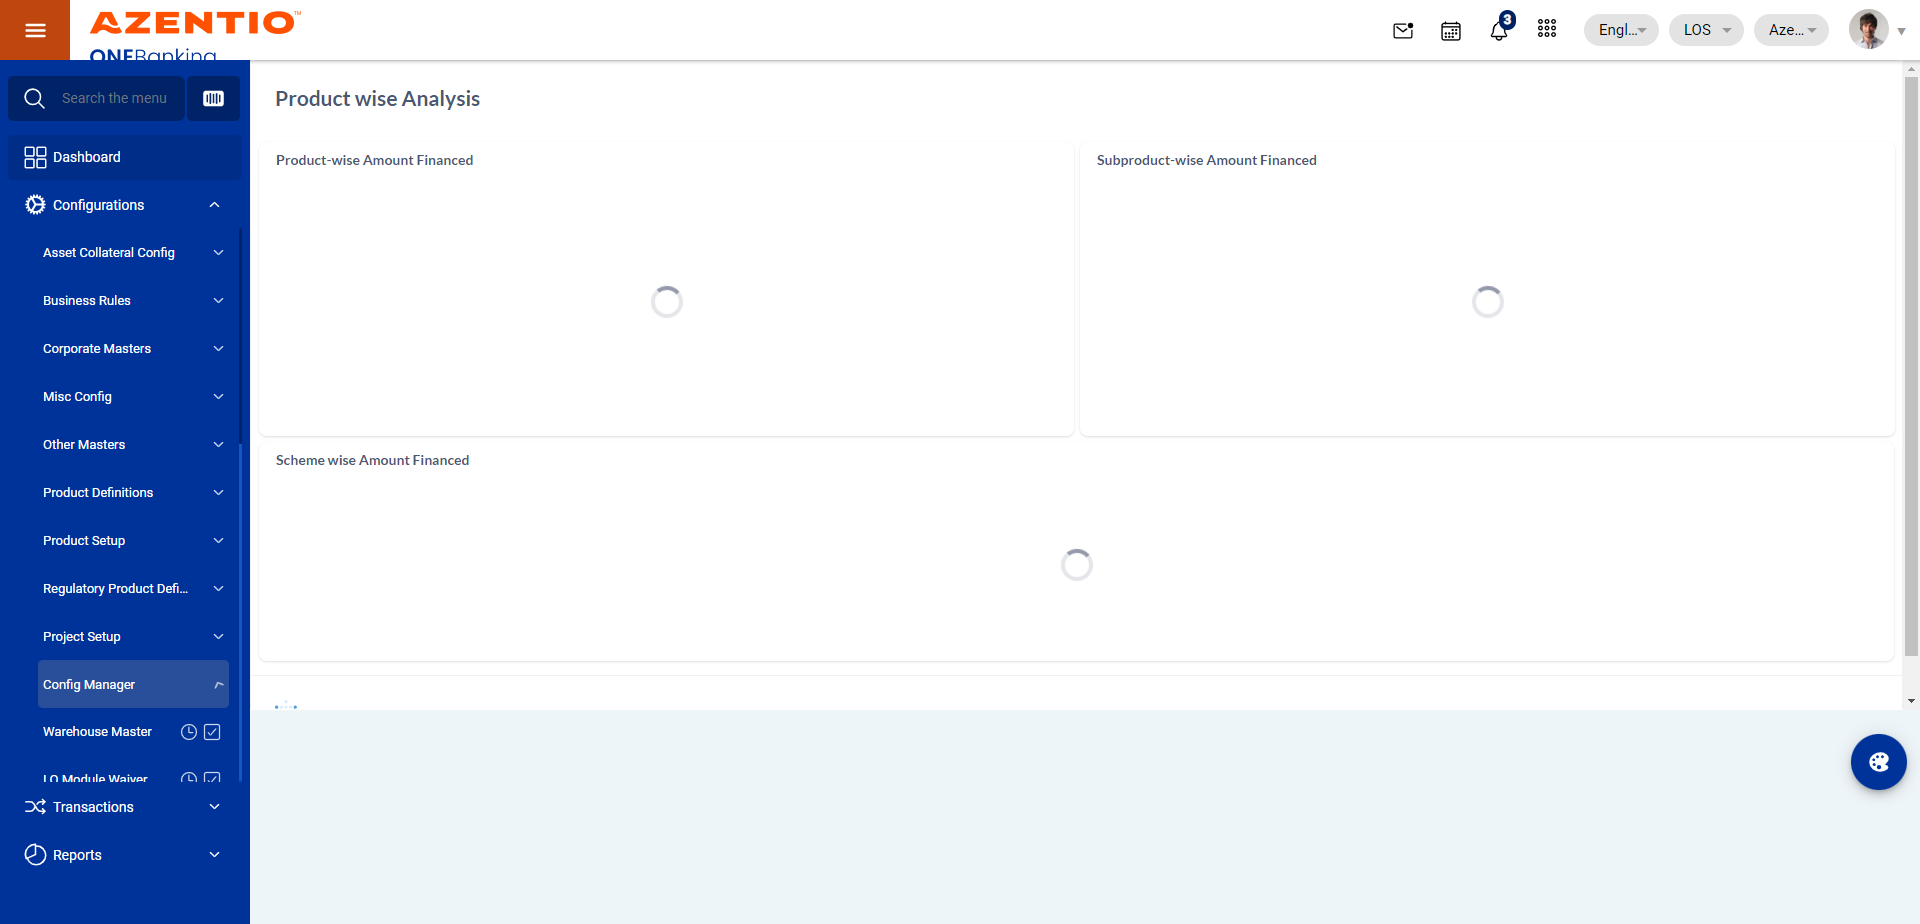 AZENTIO™
ONEBanking
3
Engl...
LOS
Aze...
Search the menu
Dashboard
Configurations
Asset Collateral Config
Business Rules
Corporate Masters
Misc Config
Other Masters
Product Definitions
Product Setup
Regulatory Product Defi...
Project Setup
Config Manager
Warehouse Master
LO Module Waiver
Transactions
Reports
Product wise Analysis
Product-wise Amount Financed
Subproduct-wise Amount Financed
Scheme wise Amount Financed